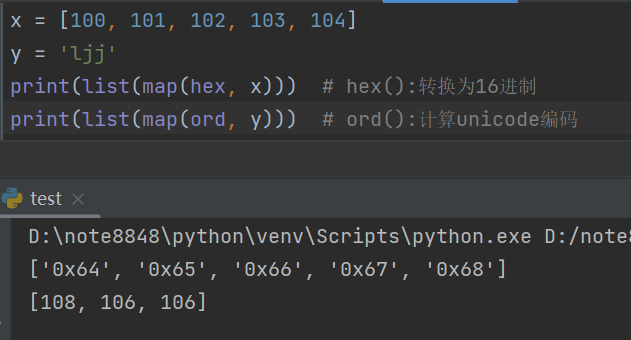 x = [100, 101, 102, 103, 104]
y = 'ljj'
print(list(map(hex, x)))  # hex():转换为16进制
print(list(map(ord, y)))  # ord():计算unicode编码
test ×
D:\note8848\python\venv\Scripts\python.exe D:/note8
['0x64', '0x65', '0x66', '0x67', '0x68']
[108, 106, 106]